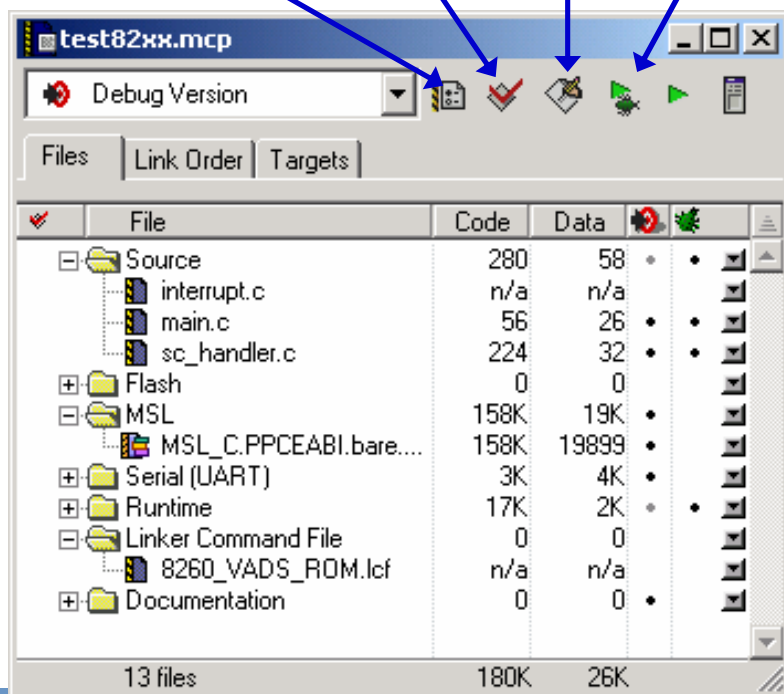 test82xx.mcp
Debug Version
Files Link Order Targets
File Code Data
Source 280 58
interrupt.c n/a n/a
main.c 56 26
sc_handler.c 224 32
Flash 0 0
MSL 158K 19K
MSL_C.PPCEABI.bare.... 158K 19899
Serial (UART) 3K 4K
Runtime 17K 2K
Linker Command File 0 0
8260_VADS_ROM.lcf n/a n/a
Documentation 0 0
13 files 180K 26K